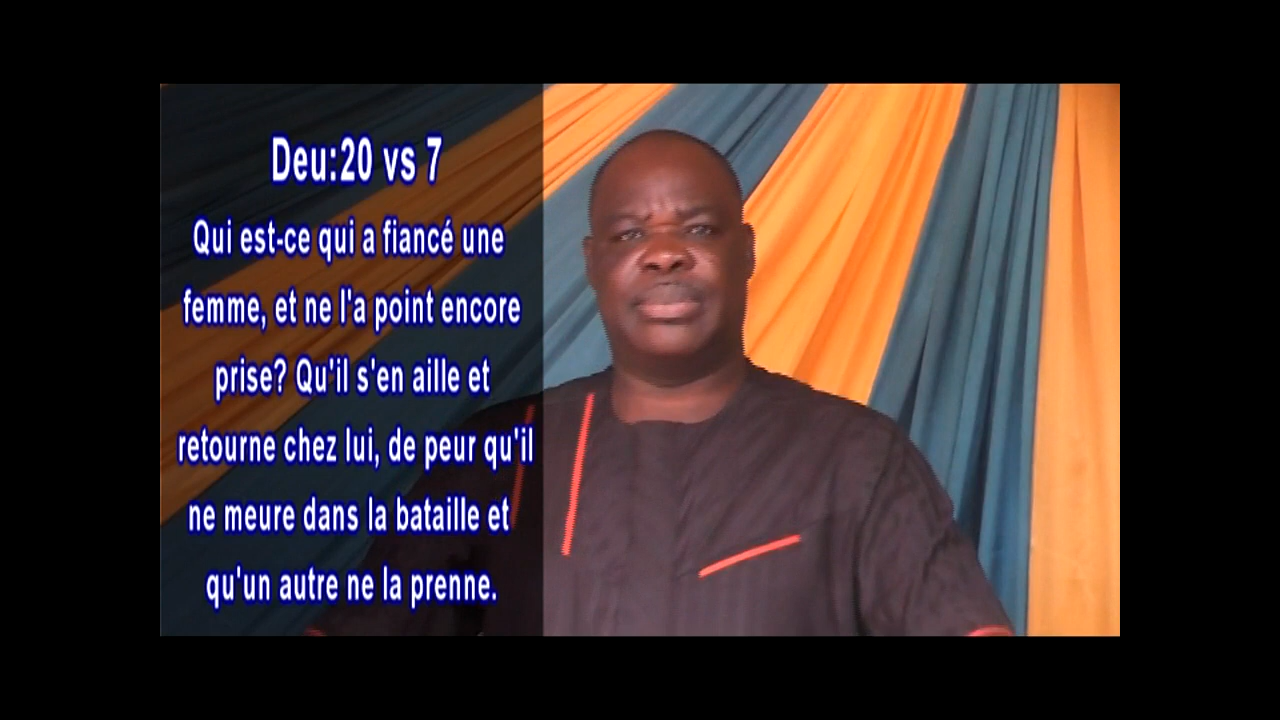 Deu:20 vs 7
Qui est-ce qui a fiancé une
femme, et ne l'a point encore
prise? Qu'il s'en aille et
retourne chez lui, de peur qu'il
ne meure dans la bataille et
qu'un autre ne la prenne.